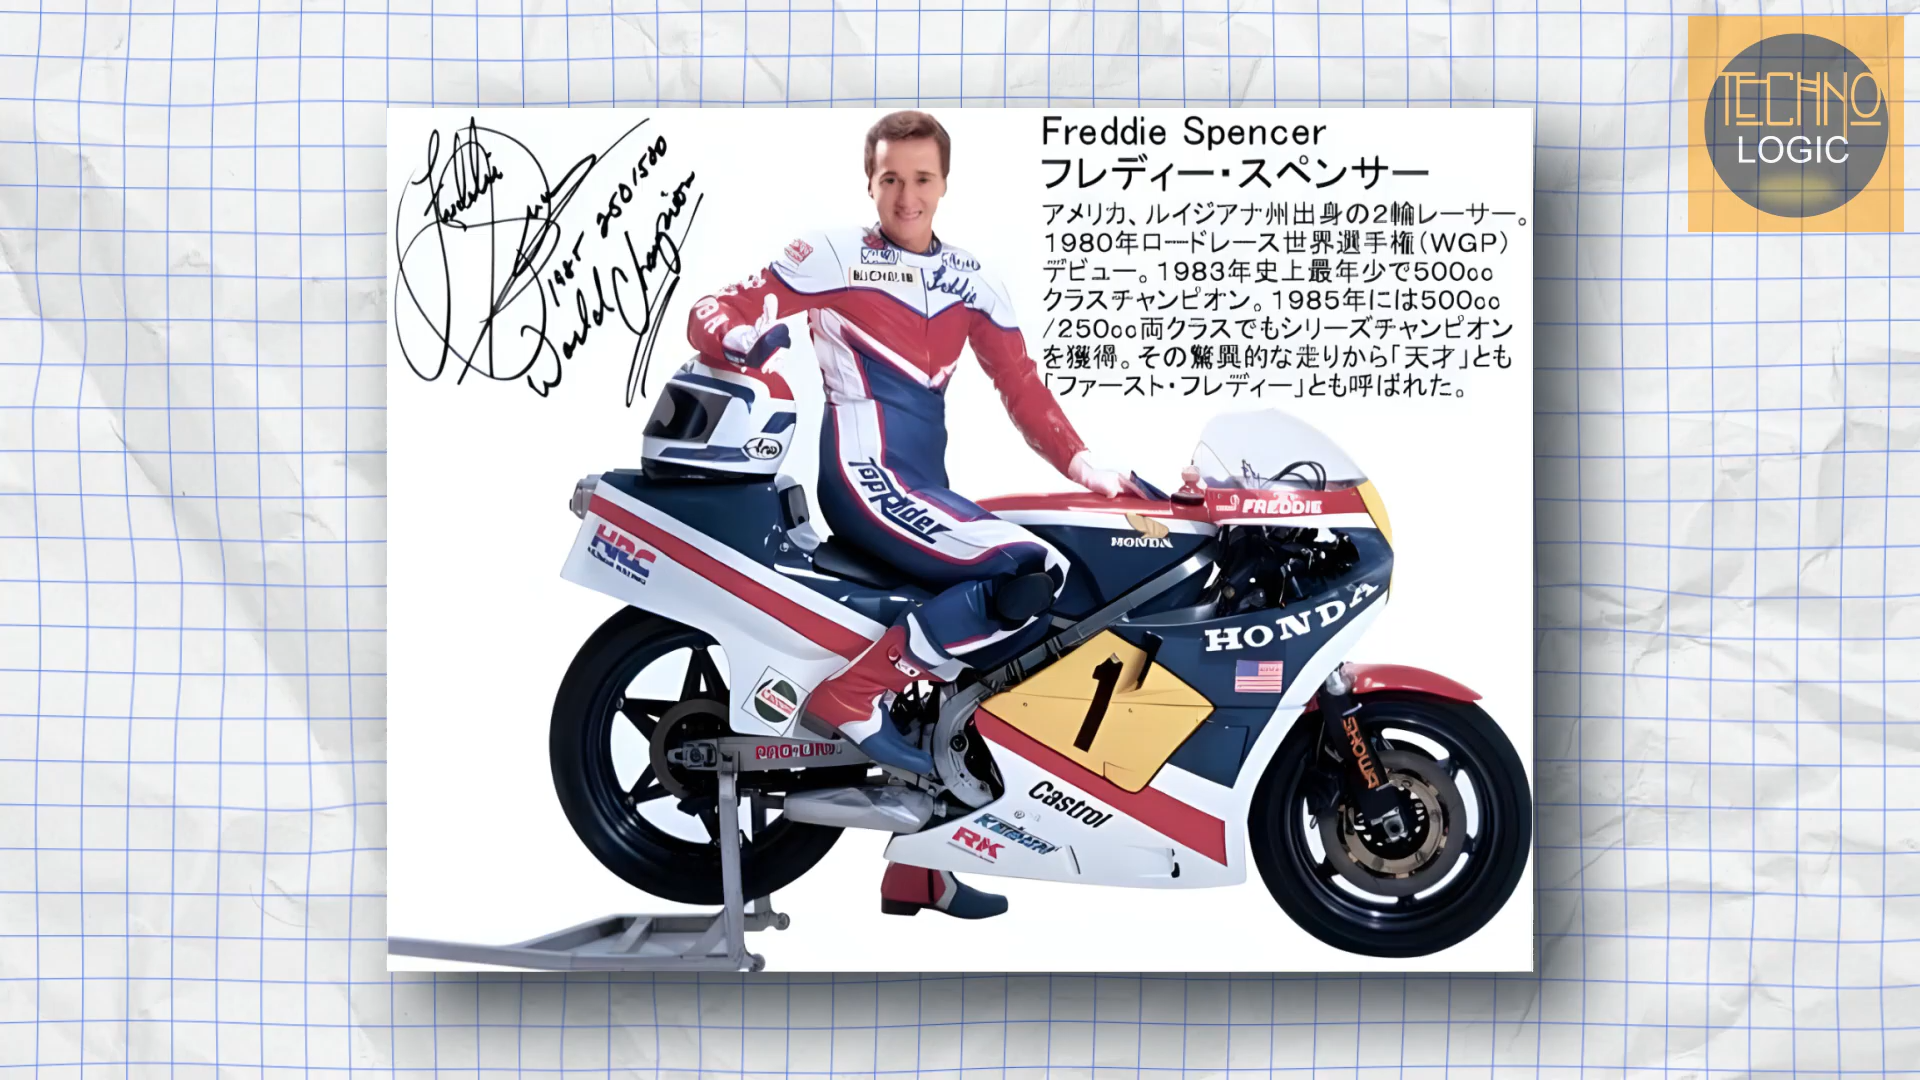 TECHNO
LOGIC
Freddie Spencer
フレディー・スペンサー
アメリカ、ルイジアナ州出身の2輪レーサー。
1980年ロードレース世界選手権(WGP)
デビュー。1983年史上最年少で500cc
クラスチャンピオン。1985年には500cc
/250cc両クラスでもシリーズチャンピオン
を獲得。その驚異的な走りから「天才」とも
「ファースト・フレディー」とも呼ばれた。
Freddie
1985 250/500
World Champion
Freddie
Arai
TopRider
FREDDIE
HONDA
HRC
HONDA
1
SHOWA
Castrol
RK